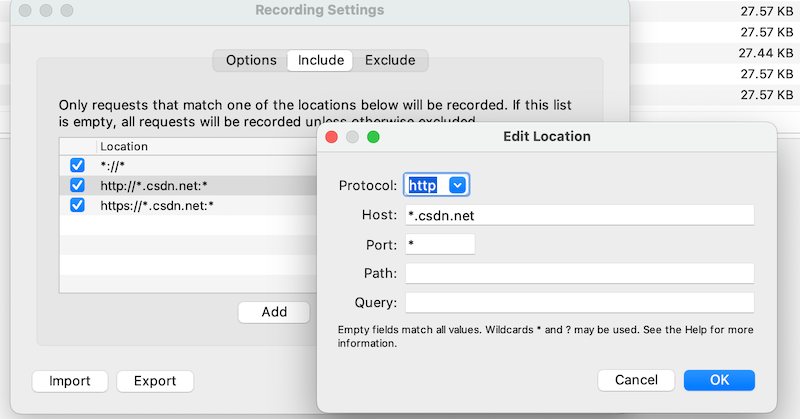 Recording Settings
27.57 KB
27.57 KB
27.44 KB
27.57 KB
27.57 KB
Options Include Exclude
Only requests that match one of the locations below will be recorded. If this list
is empty, all requests will be recorded unless otherwise excluded.
Location
*://*
http://*.csdn.net:*
https://*.csdn.net:*
Add
Import Export
Edit Location
Protocol: http
Host: *.csdn.net
Port: *
Path:
Query:
Empty fields match all values. Wildcards * and ? may be used. See the Help for more
information.
Cancel OK